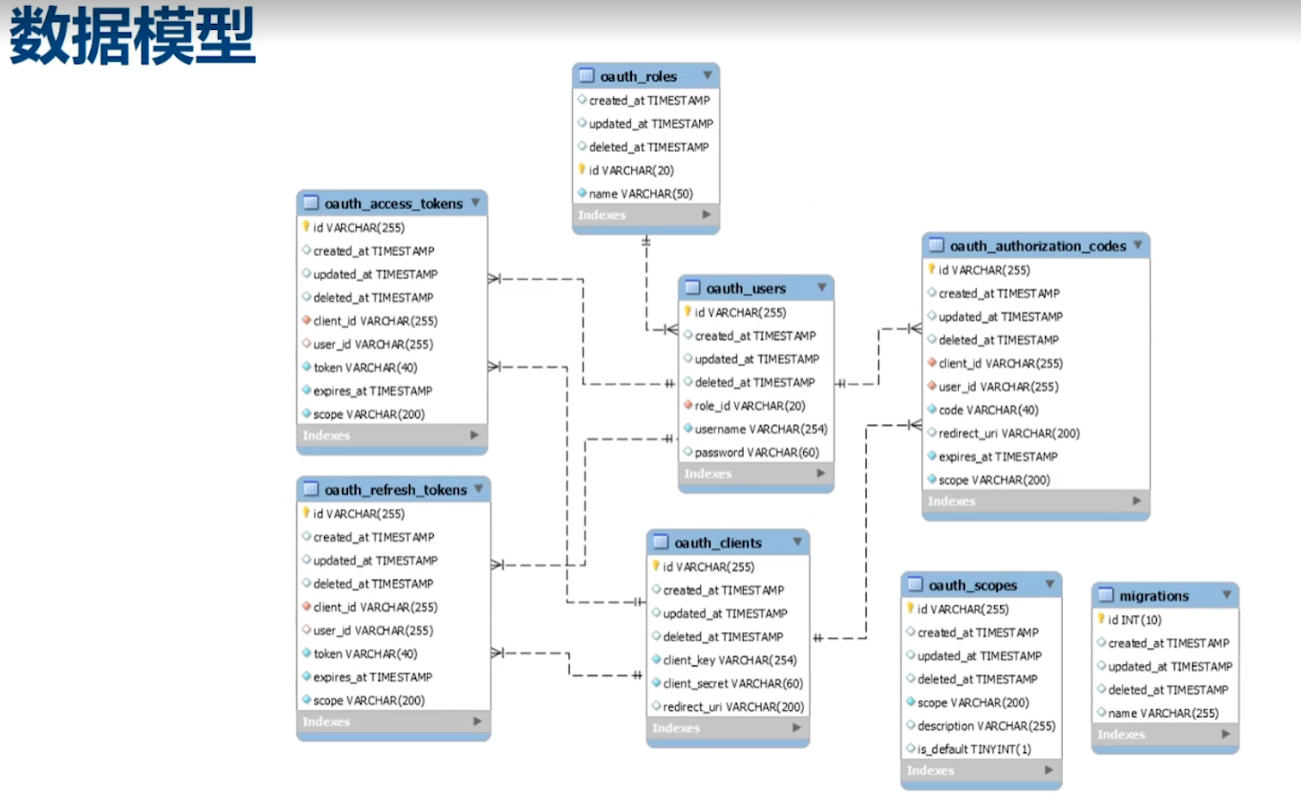 数据模型
oauth_roles
created_at TIMESTAMP
updated_at TIMESTAMP
deleted_at TIMESTAMP
id VARCHAR(20)
name VARCHAR(50)
Indexes
oauth_access_tokens
id VARCHAR(255)
created_at TIMESTAMP
updated_at TIMESTAMP
deleted_at TIMESTAMP
client_id VARCHAR(255)
user_id VARCHAR(255)
token VARCHAR(40)
expires_at TIMESTAMP
scope VARCHAR(200)
Indexes
oauth_users
id VARCHAR(255)
created_at TIMESTAMP
updated_at TIMESTAMP
deleted_at TIMESTAMP
role_id VARCHAR(20)
username VARCHAR(254)
password VARCHAR(60)
Indexes
oauth_authorization_codes
id VARCHAR(255)
created_at TIMESTAMP
updated_at TIMESTAMP
deleted_at TIMESTAMP
client_id VARCHAR(255)
user_id VARCHAR(255)
code VARCHAR(40)
redirect_uri VARCHAR(200)
expires_at TIMESTAMP
scope VARCHAR(200)
Indexes
oauth_refresh_tokens
id VARCHAR(255)
created_at TIMESTAMP
updated_at TIMESTAMP
deleted_at TIMESTAMP
client_id VARCHAR(255)
user_id VARCHAR(255)
token VARCHAR(40)
expires_at TIMESTAMP
scope VARCHAR(200)
Indexes
oauth_clients
id VARCHAR(255)
created_at TIMESTAMP
updated_at TIMESTAMP
deleted_at TIMESTAMP
client_key VARCHAR(254)
client_secret VARCHAR(60)
redirect_uri VARCHAR(200)
Indexes
oauth_scopes
id VARCHAR(255)
created_at TIMESTAMP
updated_at TIMESTAMP
deleted_at TIMESTAMP
scope VARCHAR(200)
description VARCHAR(255)
is_default TINYINT(1)
Indexes
migrations
id INT(10)
created_at TIMESTAMP
updated_at TIMESTAMP
deleted_at TIMESTAMP
name VARCHAR(255)
Indexes